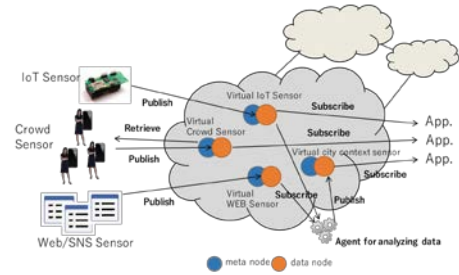 IoT Sensor
Publish
Virtual IoT Sensor
Subscribe
App.
Crowd
Sensor
Retrieve
Publish
Virtual
Crowd Sensor
Subscribe
App.
Virtual city context sensor
App.
Subscribe
Publish
Virtual
WEB Sensor
Subscribe
Publish
Web/SNS Sensor
Agent for analyzing data
meta node
data node